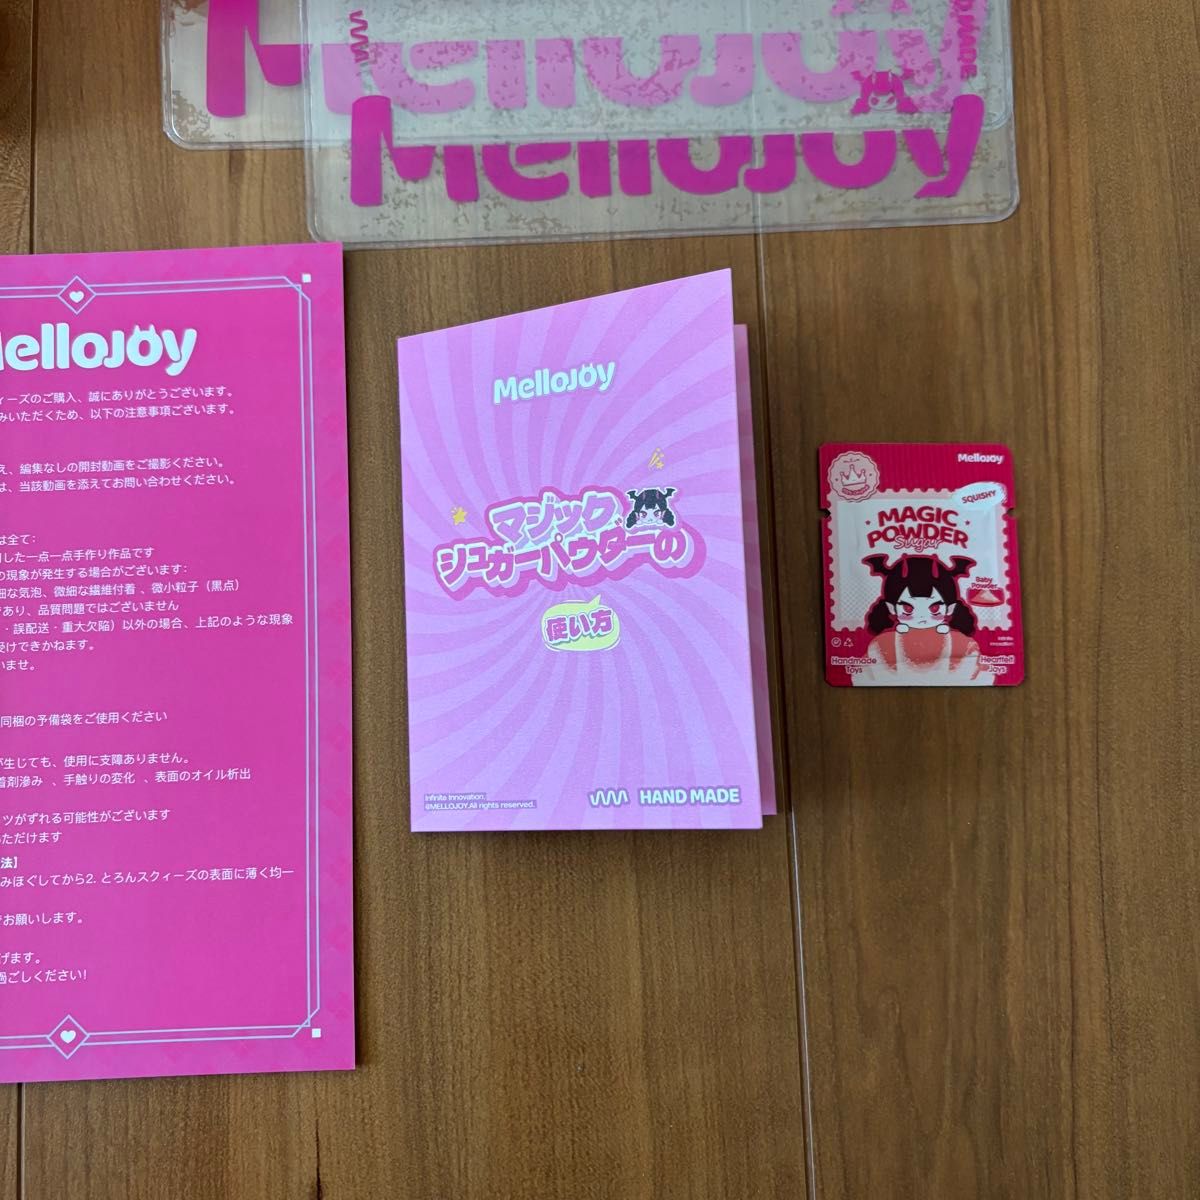 Mellojoy
MADE
Mellojoy
Mellojoy
ィーズのご購入、誠にありがとうございます。
みいただくため、以下の注意事項ございます。
え、編集なしの開封動画をご撮影ください。
は、当該動画を添えてお問い合わせください。
は全て:
した一点一点手作り作品です
の現象が発生する場合がございます:
細な気泡、微細な繊維付着 、微小粒子（黒点）
であり、品質問題ではございません
・誤配送・重大欠陥）以外の場合、上記のような現象
受けできかねます。
いませ。
同梱の予備袋をご使用ください
が生じても、使用に支障ありません。
着剤滲み 、手触りの変化 、表面のオイル析出
ツがずれる可能性がございます
いただけます
法】
みほぐしてから2. とろんスクィーズの表面に薄く均一
でお願いします。
げます。
過ごしください!
Mellojoy
マジック
シュガーパウダーの
使い方
Infinite Innovation.
©MELLOJOY.All rights reserved.
HAND MADE
Mellojoy
SQUISHY
MAGIC
POWDER
Sugar
Baby
Powder
Infinite
Innovation
Handmade
Toys
Heartfelt
Joys